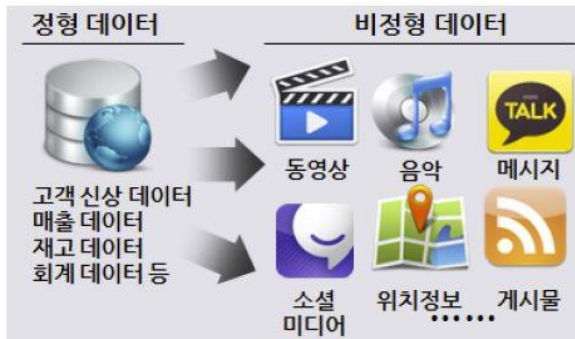 정형 데이터
비정형 데이터
고객 신상 데이터
매출 데이터
재고 데이터
회계 데이터 등
동영상
음악
TALK
메시지
소셜
미디어
위치정보
게시물
……